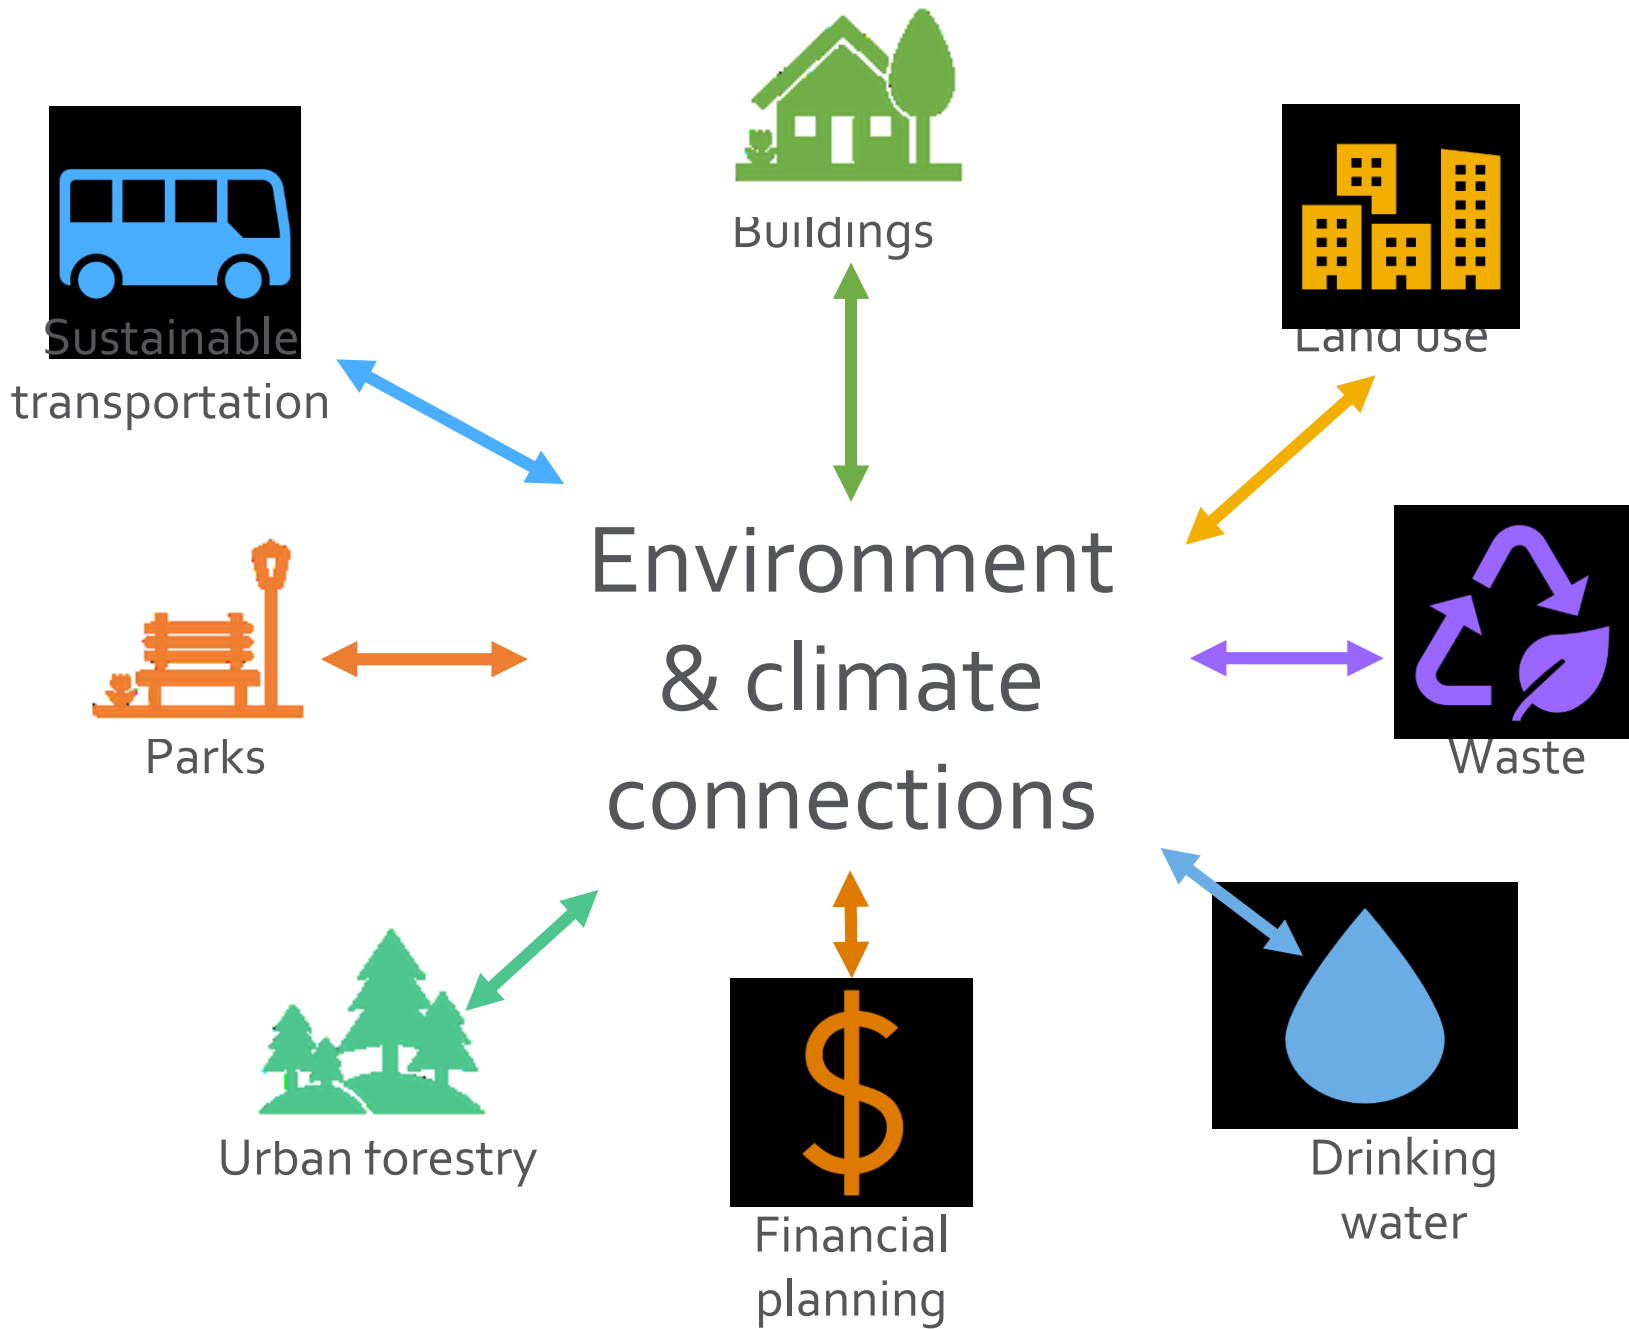 Buildings
Sustainable
transportation
Land use
Environment
& climate
connections
Parks
Waste
Urban forestry
Drinking
water
Financial
planning